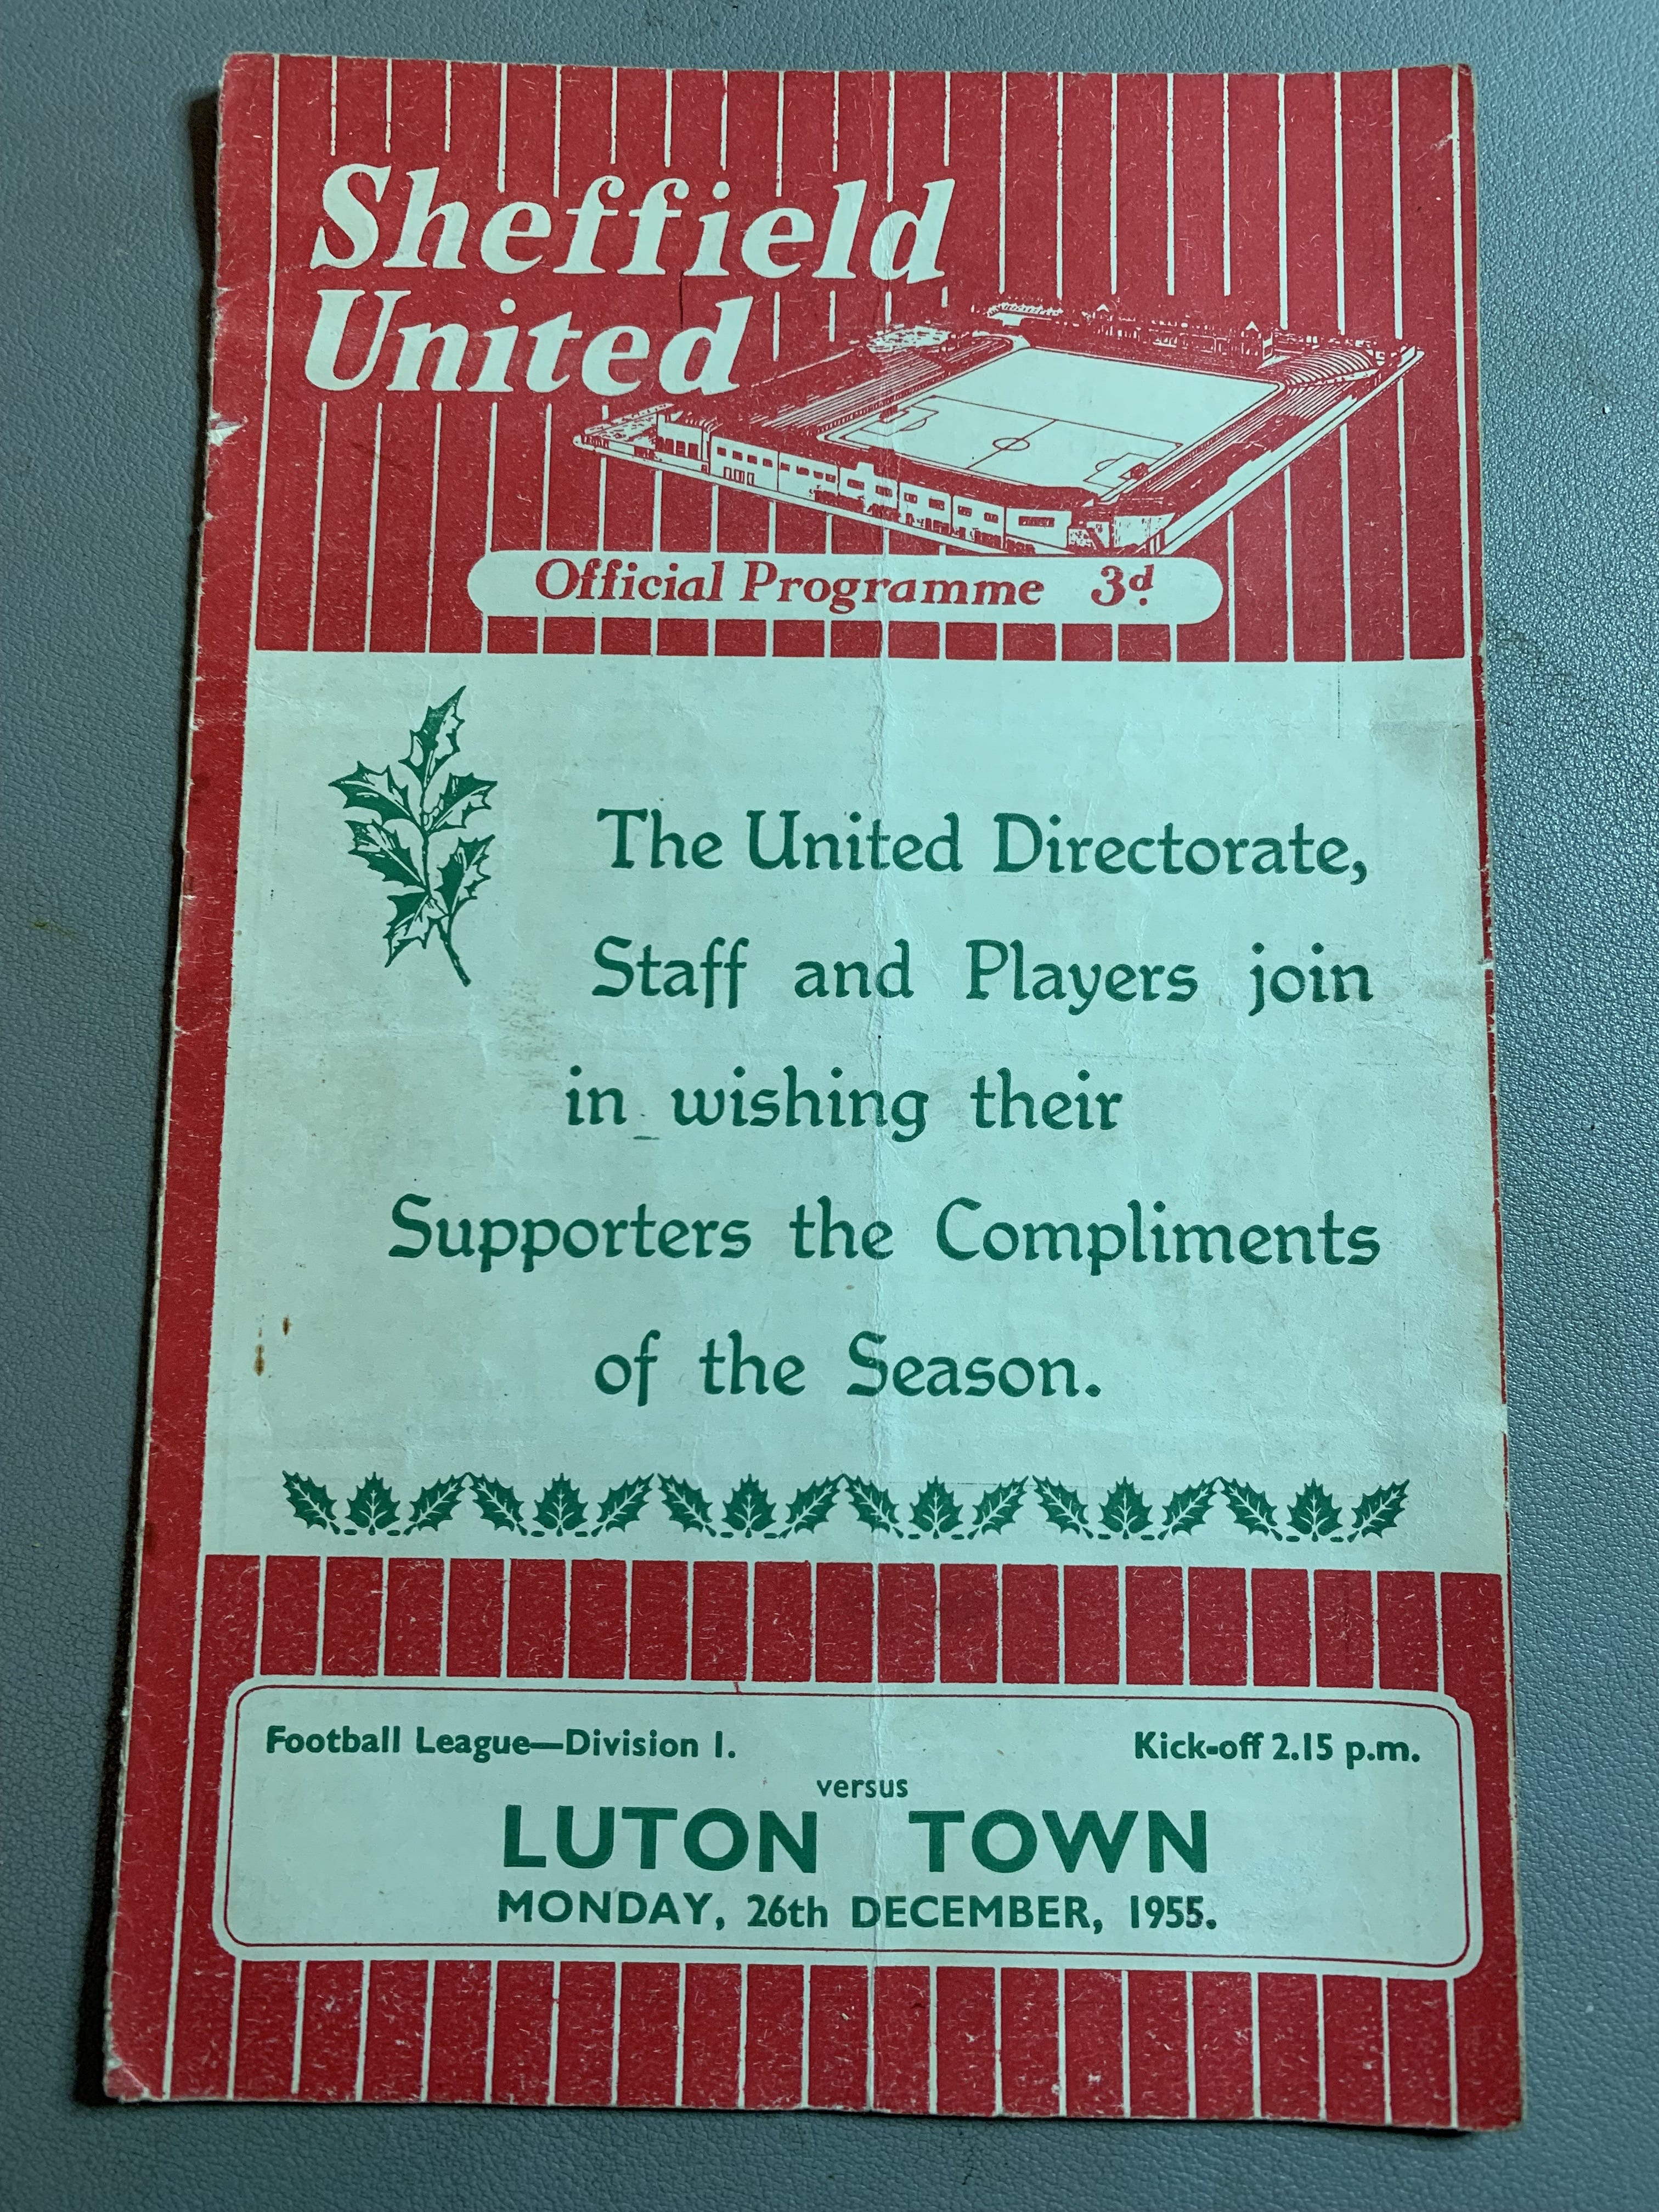 Sheffield
United
Official Programme 3d.
The United Directorate,
Staff and Players join
in wishing their
Supporters the Compliments
of the Season.
Football League—Division 1. Kick-off 2.15 p.m.
versus
LUTON TOWN
MONDAY, 26th DECEMBER, 1955.